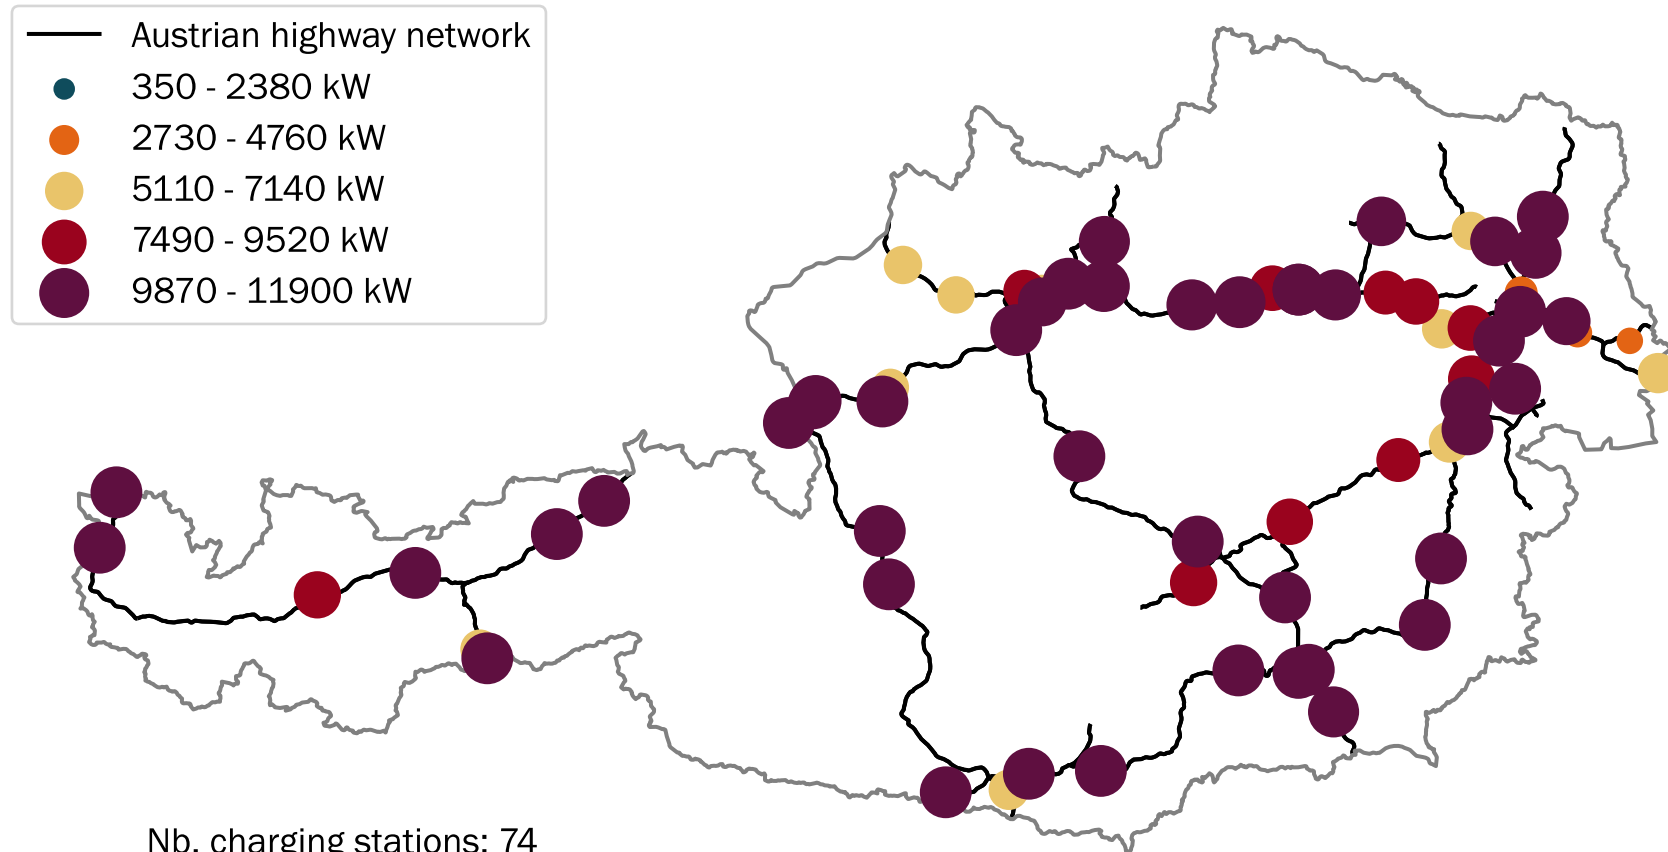 Austrian highway network
350 - 2380 kW
2730 - 4760 kW
5110 - 7140 kW
7490 - 9520 kW
9870 - 11900 kW
Nb. charging stations: 74